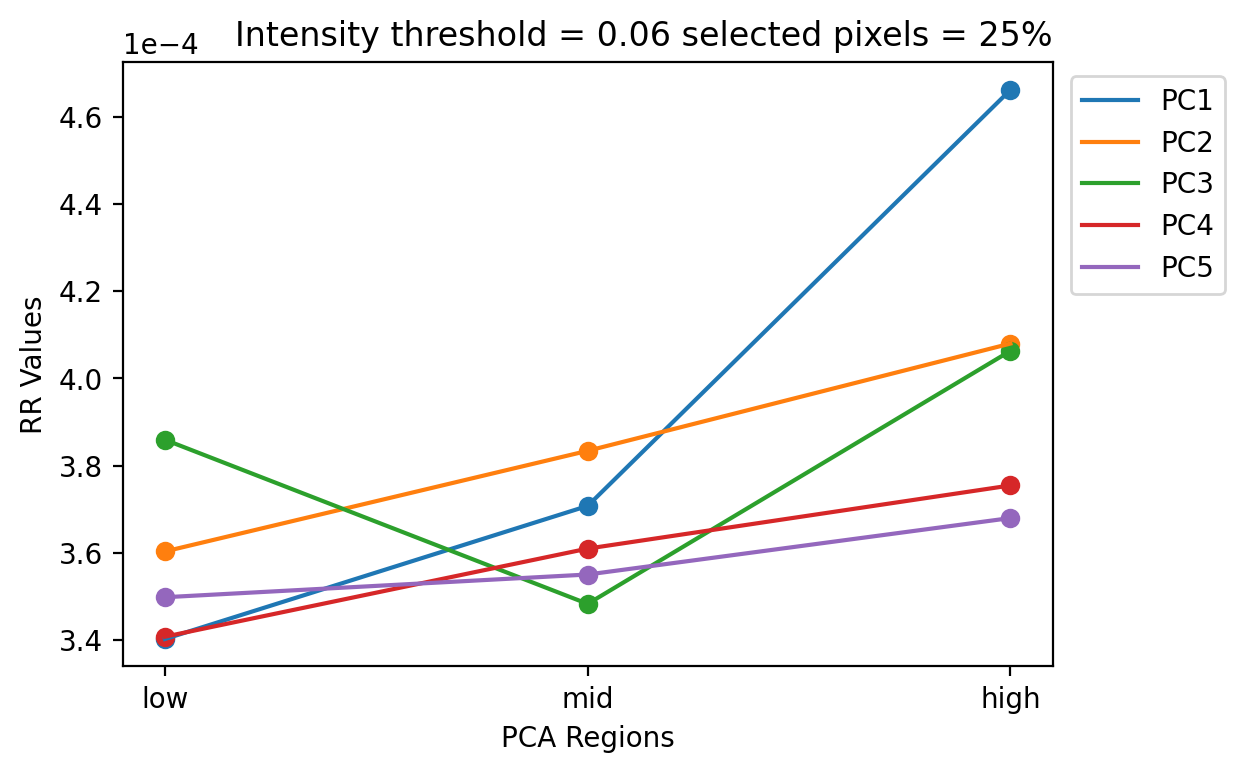 1e−4
Intensity threshold = 0.06 selected pixels = 25%
4.6
4.4
4.2
4.0
3.8
3.6
3.4
RR Values
low
mid
high
PCA Regions
PC1
PC2
PC3
PC4
PC5